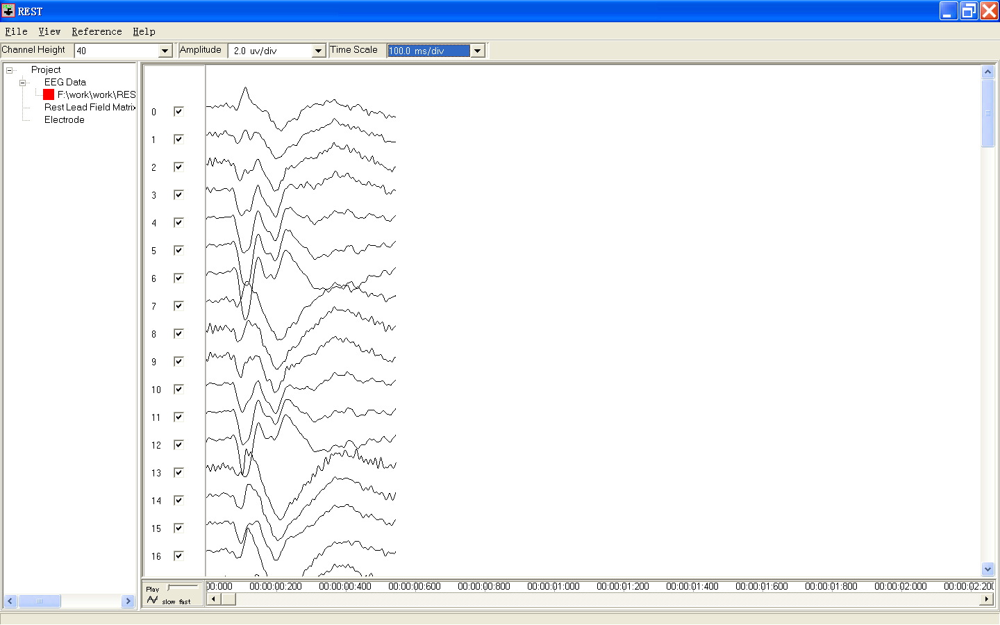 REST
File View Reference Help
Channel Height 40 Amplitude 2.0 uv/div Time Scale 100.0 ms/div
Project
EEG Data
F:\work\work\RES
Rest Lead Field Matrix
Electrode
0
1
2
3
4
5
6
7
8
9
10
11
12
13
14
15
16
Play
slow fast
00:000 00:00:00:200 00:00:00:400 00:00:00:600 00:00:00:800 00:00:01:000 00:00:01:200 00:00:01:400 00:00:01:600 00:00:01:800 00:00:02:000 00:00:02:200